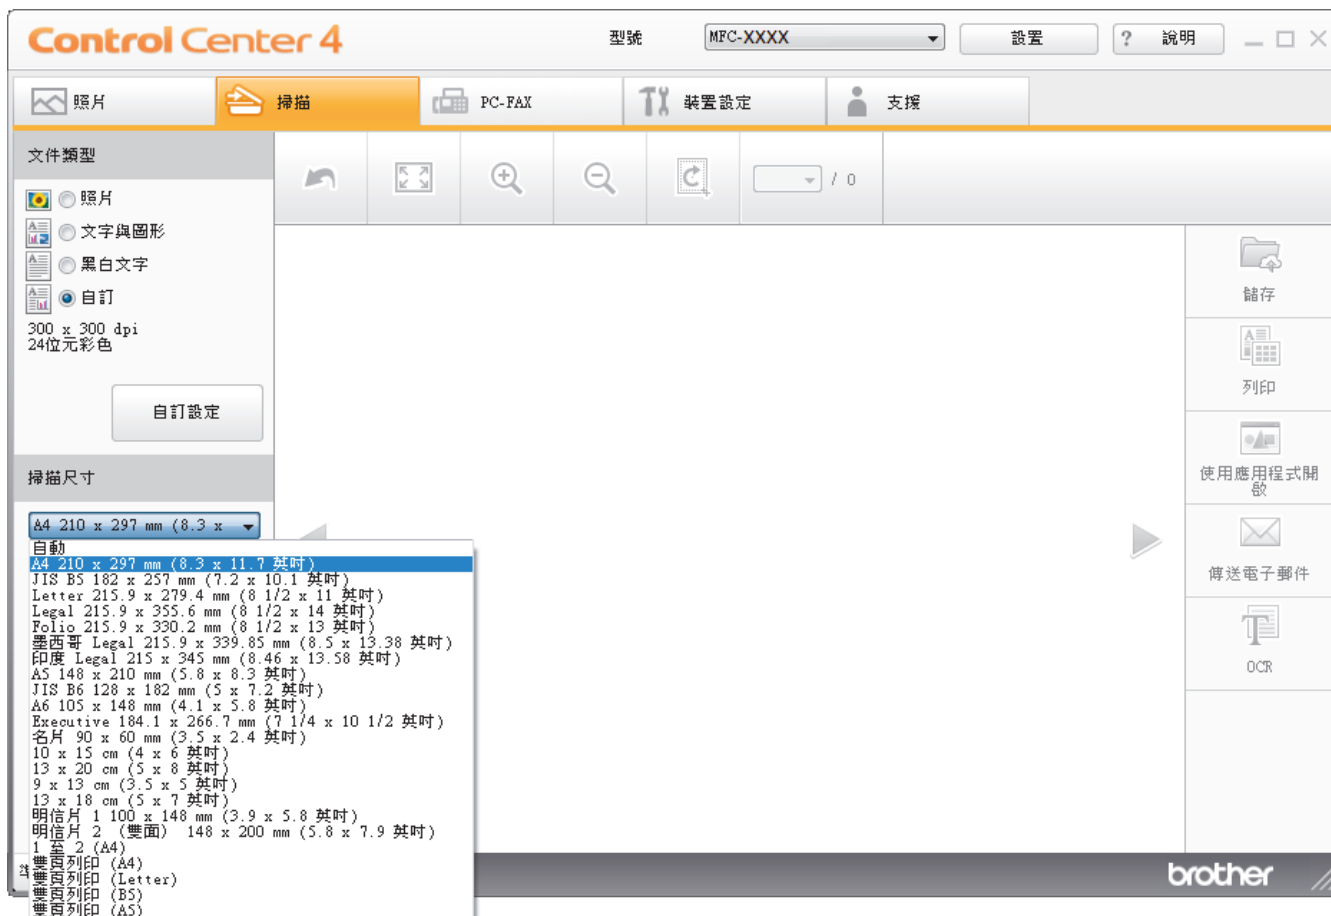 Control Center 4
型號
MFC-XXXX
設置
? 說明
照片
掃描
PC-FAX
裝置設定
支援
文件類型
照片
文字與圖形
黑白文字
自訂
300 x 300 dpi
24位元彩色
自訂設定
掃描尺寸
A4 210 x 297 mm (8.3 x
自動
A4 210 x 297 mm (8.3 x 11.7 英吋)
JIS B5 182 x 257 mm (7.2 x 10.1 英吋)
Letter 215.9 x 279.4 mm (8 1/2 x 11 英吋)
Legal 215.9 x 355.6 mm (8 1/2 x 14 英吋)
Folio 215.9 x 330.2 mm (8 1/2 x 13 英吋)
墨西哥 Legal 215.9 x 339.85 mm (8.5 x 13.38 英吋)
印度 Legal 215 x 345 mm (8.46 x 13.58 英吋)
A5 148 x 210 mm (5.8 x 8.3 英吋)
JIS B6 128 x 182 mm (5 x 7.2 英吋)
A6 105 x 148 mm (4.1 x 5.8 英吋)
Executive 184.1 x 266.7 mm (7 1/4 x 10 1/2 英吋)
名片 90 x 60 mm (3.5 x 2.4 英吋)
10 x 15 cm (4 x 6 英吋)
13 x 20 cm (5 x 8 英吋)
9 x 13 cm (3.5 x 5 英吋)
13 x 18 cm (5 x 7 英吋)
明信片 1 100 x 148 mm (3.9 x 5.8 英吋)
明信片 2 （雙面） 148 x 200 mm (5.8 x 7.9 英吋)
1 至 2 (A4)
雙頁列印 (A4)
雙頁列印 (Letter)
雙頁列印 (B5)
雙頁列印 (A5)
/ 0
儲存
列印
使用應用程式開
啟
傳送電子郵件
OCR
brother